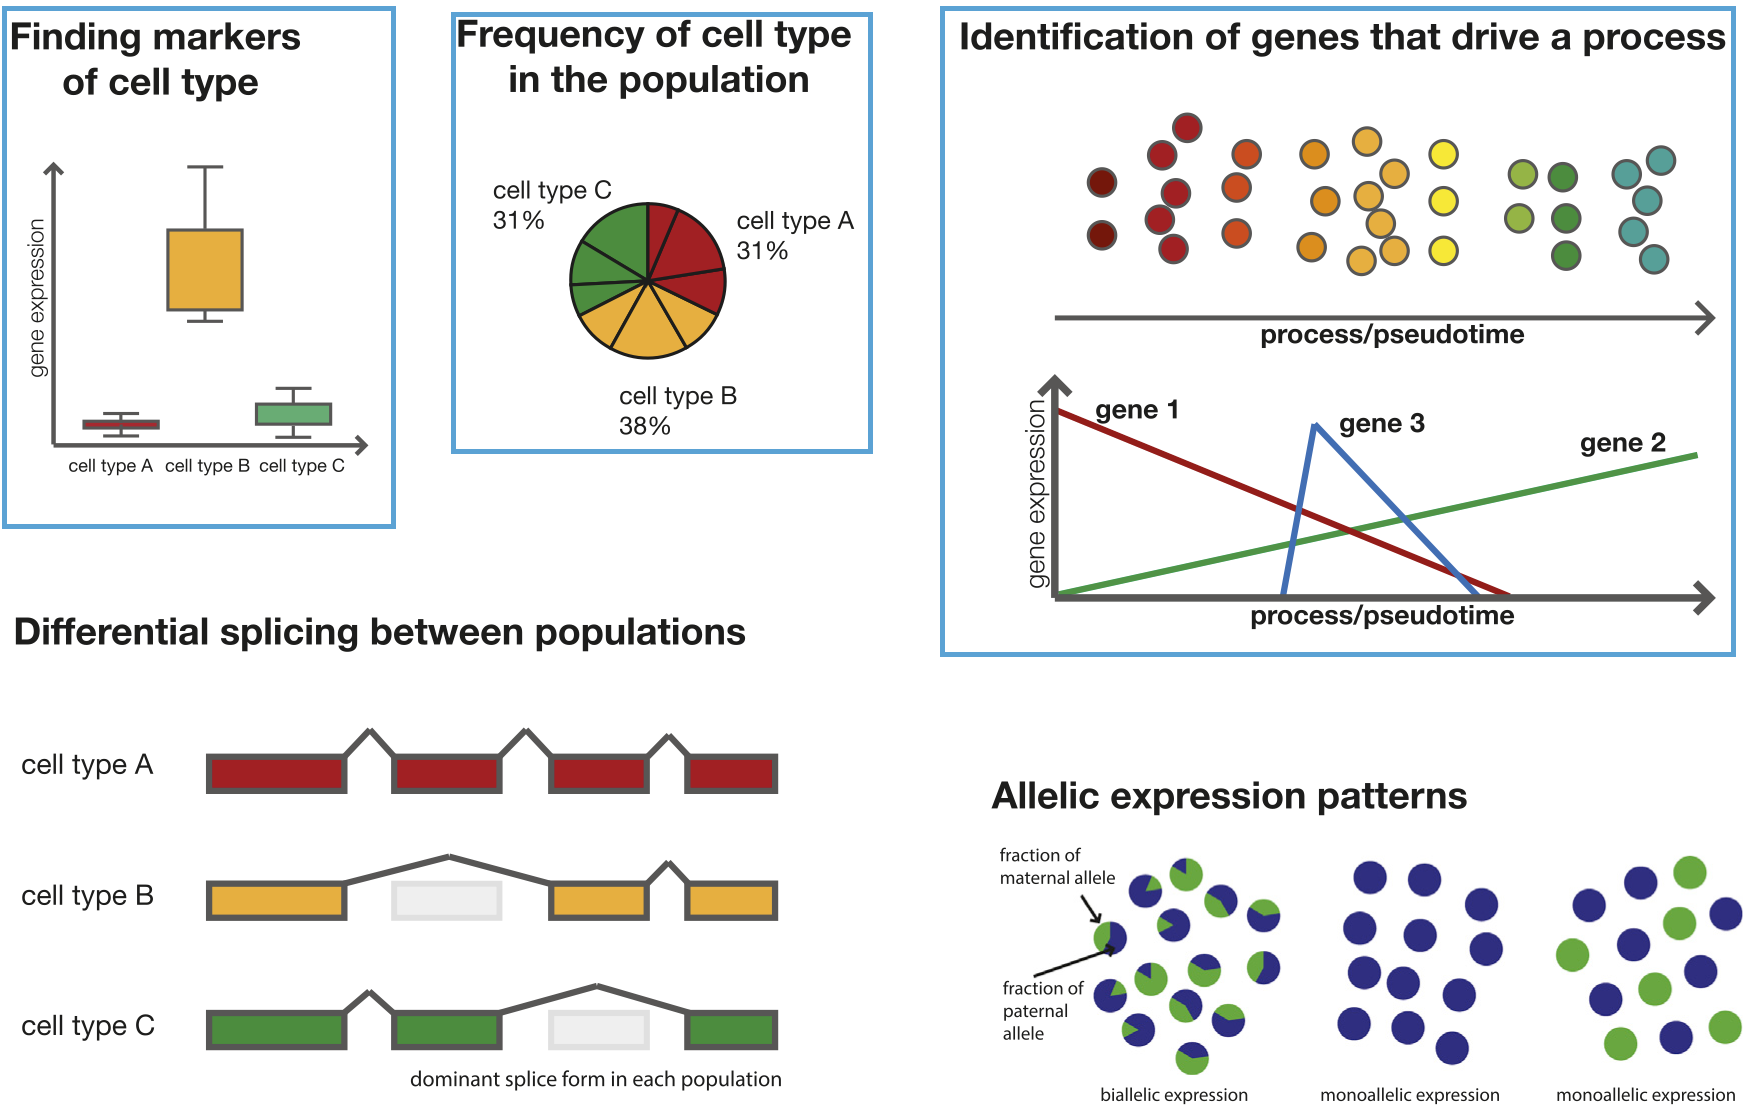 Finding markers
of cell type
gene expression
cell type A
cell type B
cell type C
Frequency of cell type
in the population
cell type C
31%
cell type A
31%
cell type B
38%
Identification of genes that drive a process
process/pseudotime
gene expression
gene 1
gene 3
gene 2
process/pseudotime
Differential splicing between populations
cell type A
cell type B
cell type C
dominant splice form in each population
Allelic expression patterns
fraction of
maternal allele
fraction of
paternal
allele
biallelic expression
monoallelic expression
monoallelic expression